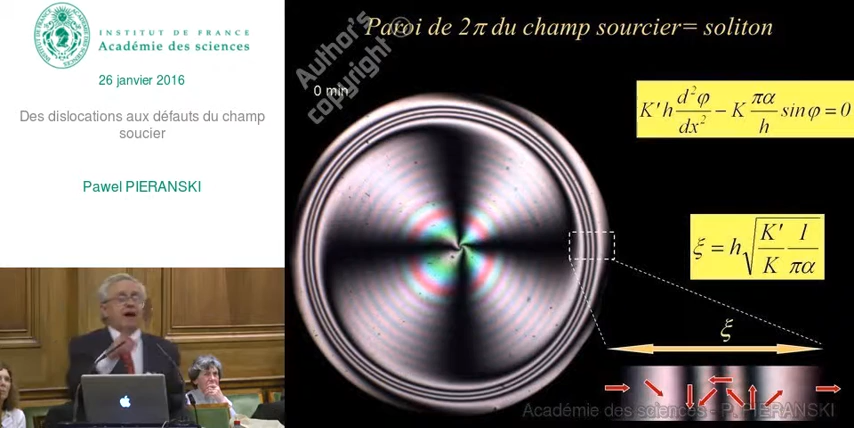 INSTITUT DE FRANCE
Académie des sciences
26 janvier 2016
Des dislocations aux défauts du champ
soucier
Pawel PIERANSKI
Paroi de 2π du champ sourcier= soliton
Author's
copyright ©
0 min
K'h d²φ/dx² − K πα/h sinφ = 0
ξ = h√(K'/K 1/πα)
ξ
Académie des sciences - P. PIERANSKI